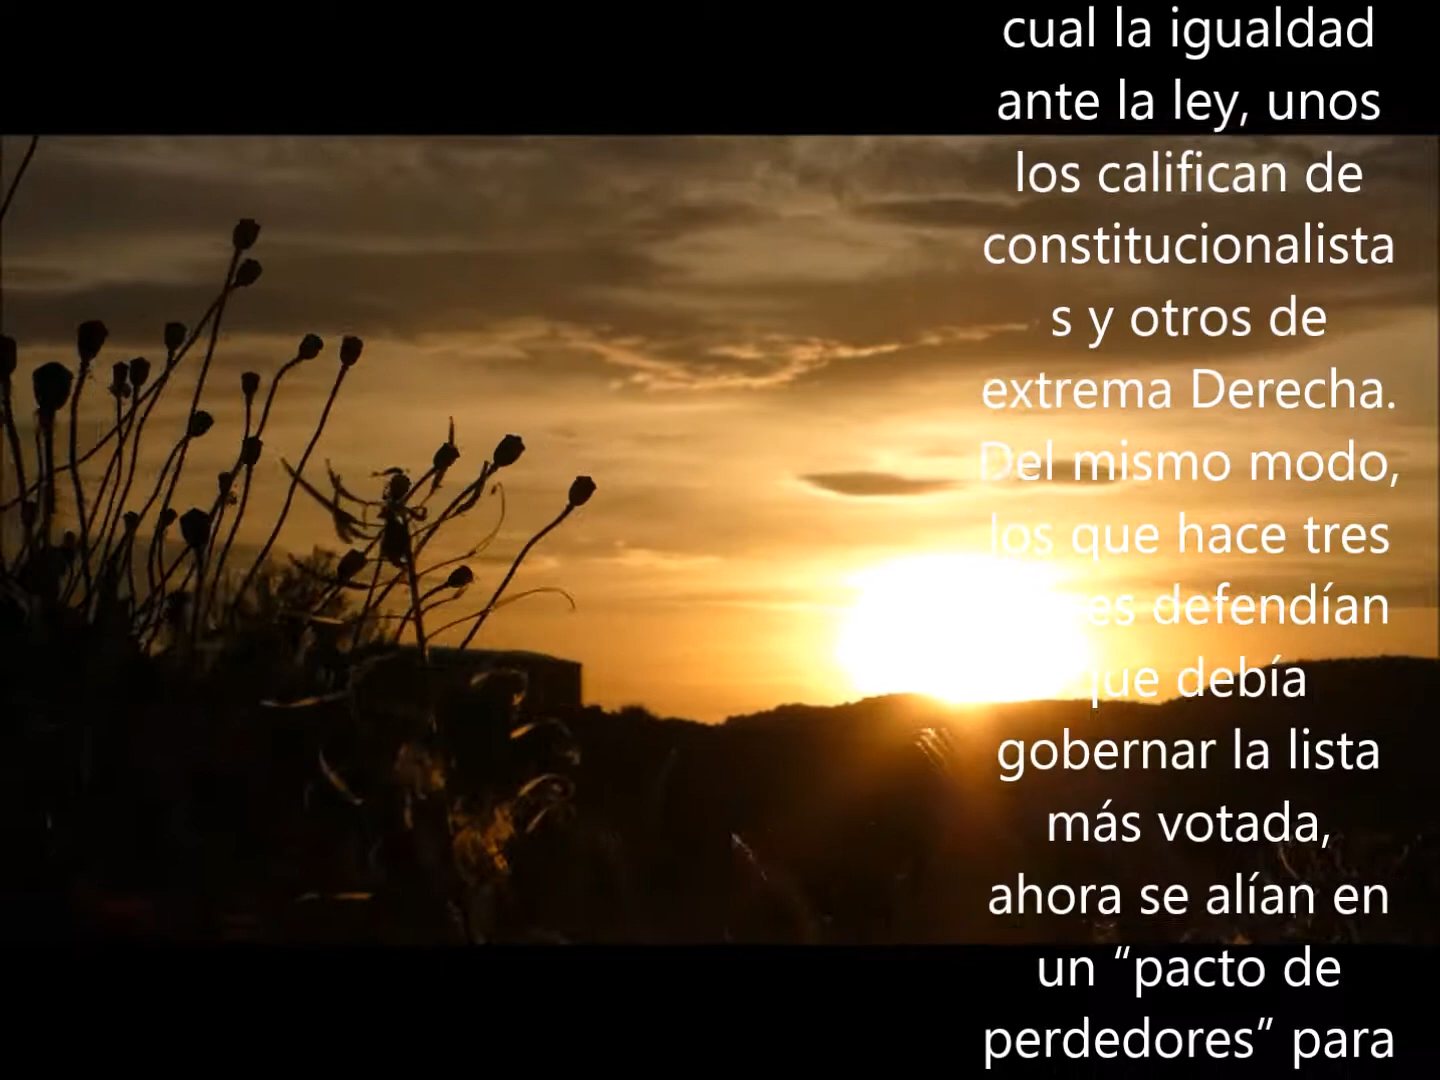 cual la igualdad
ante la ley, unos
los califican de
constitucionalista
s y otros de
extrema Derecha.
Del mismo modo,
los que hace tres
defendían
que debía
gobernar la lista
más votada,
ahora se alían en
un “pacto de
perdedores” para